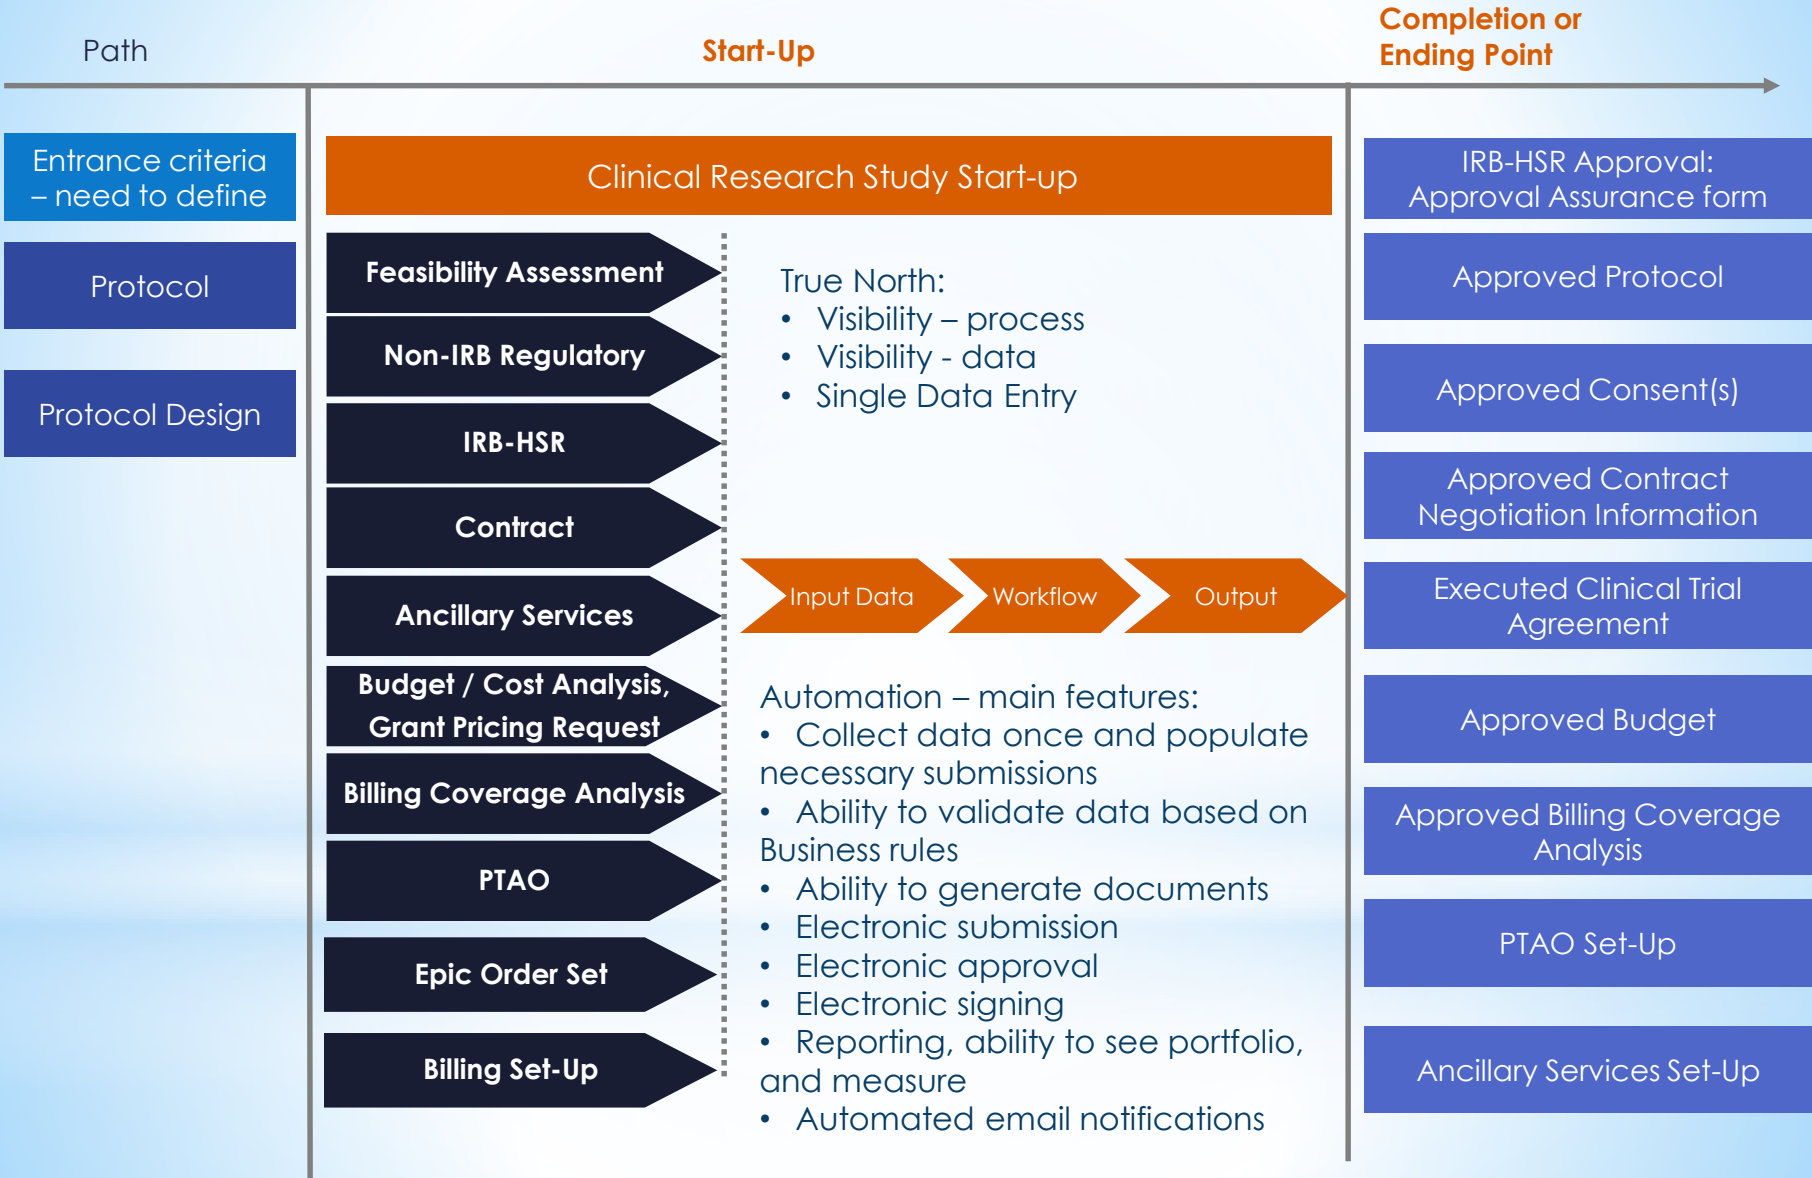 Path
Start-Up
Completion or
Ending Point
Entrance criteria
– need to define
Protocol
Protocol Design
Clinical Research Study Start-up
Feasibility Assessment
Non-IRB Regulatory
IRB-HSR
Contract
Ancillary Services
Budget / Cost Analysis,
Grant Pricing Request
Billing Coverage Analysis
PTAO
Epic Order Set
Billing Set-Up
True North:
• Visibility – process
• Visibility - data
• Single Data Entry
Input Data
Workflow
Output
Automation – main features:
• Collect data once and populate
necessary submissions
• Ability to validate data based on
Business rules
• Ability to generate documents
• Electronic submission
• Electronic approval
• Electronic signing
• Reporting, ability to see portfolio,
and measure
• Automated email notifications
IRB-HSR Approval:
Approval Assurance form
Approved Protocol
Approved Consent(s)
Approved Contract
Negotiation Information
Executed Clinical Trial
Agreement
Approved Budget
Approved Billing Coverage
Analysis
PTAO Set-Up
Ancillary Services Set-Up